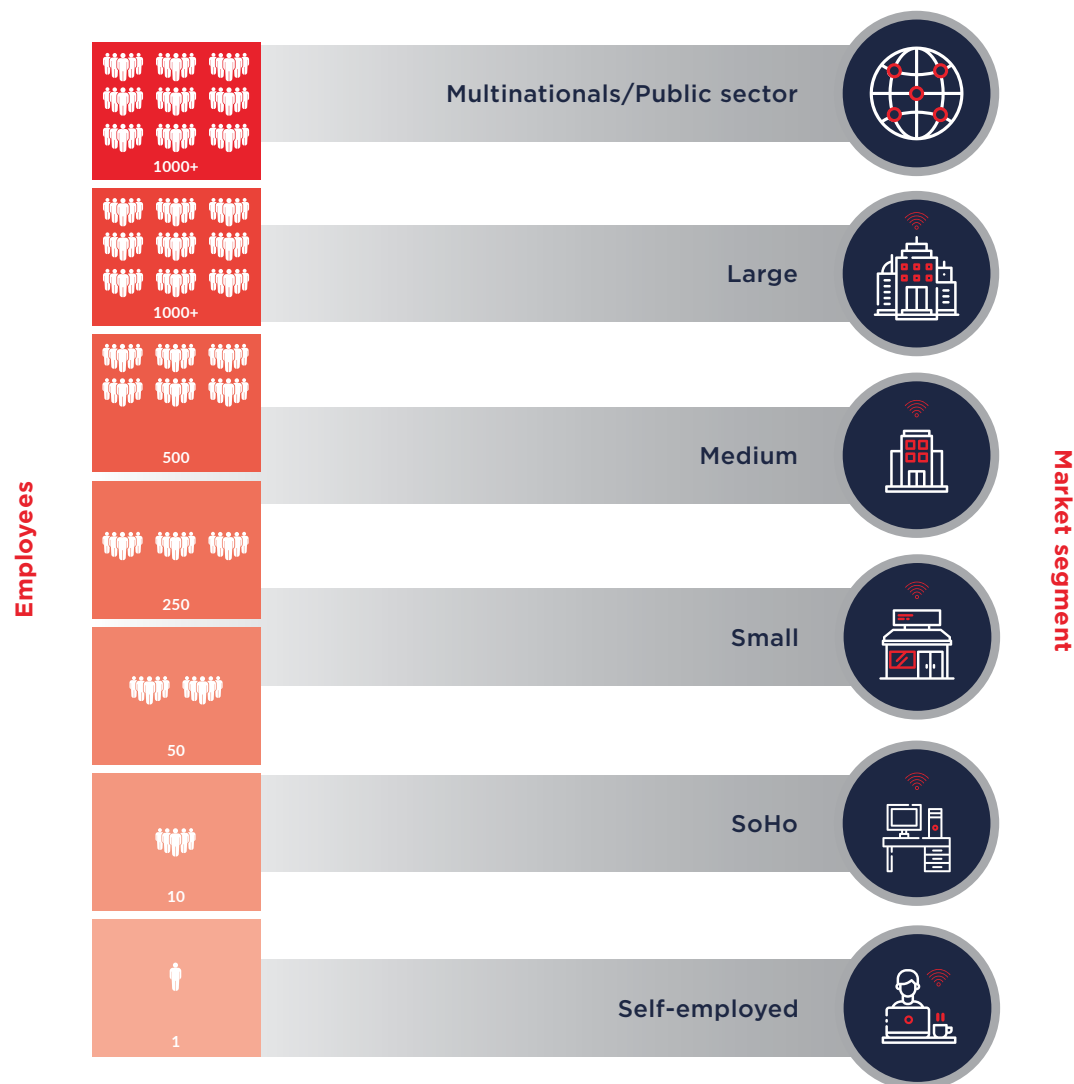 Multinationals/Public sector
1000+
Large
1000+
Medium
500
Employees
Market segment
250
Small
50
SoHo
10
Self-employed
1